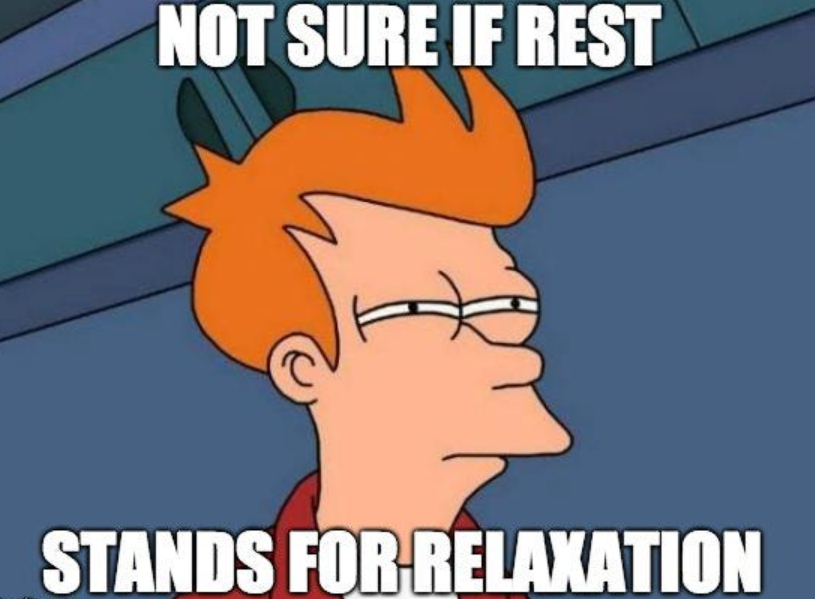 NOT SURE IF REST
STANDS FOR RELAXATION